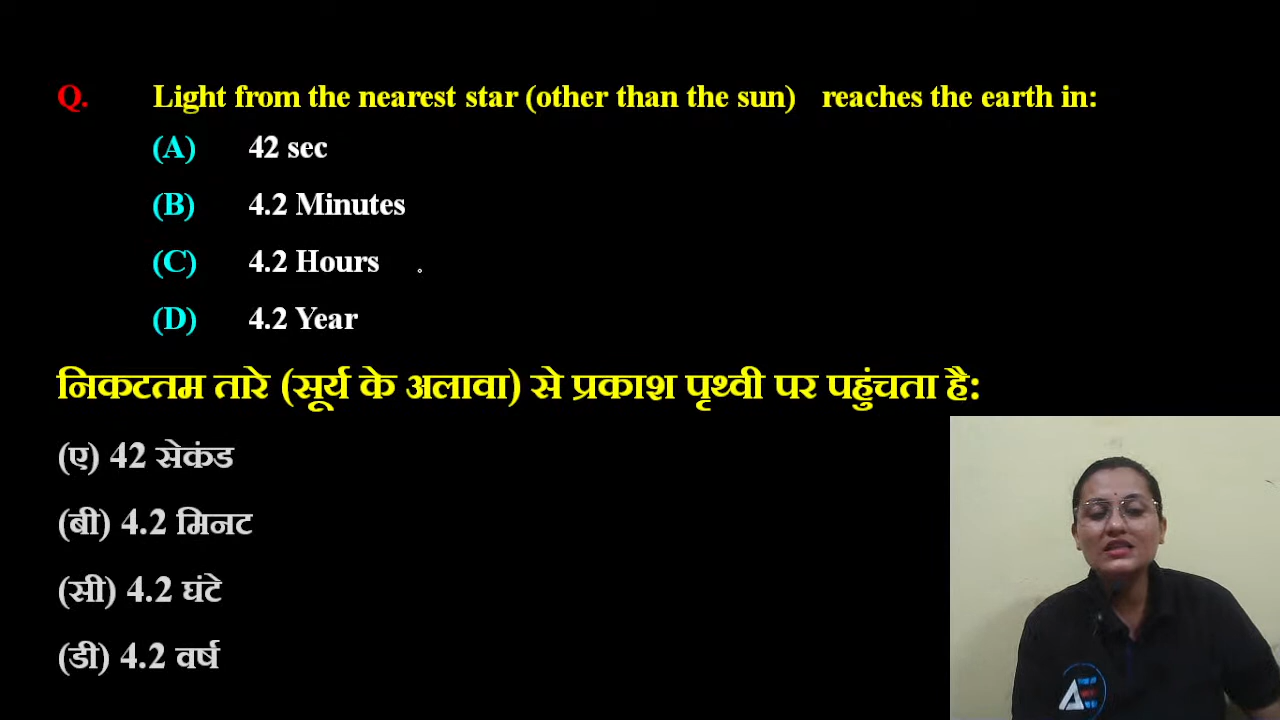 Q. Light from the nearest star (other than the sun) reaches the earth in:
(A) 42 sec
(B) 4.2 Minutes
(C) 4.2 Hours
(D) 4.2 Year
निकटतम तारे (सूर्य के अलावा) से प्रकाश पृथ्वी पर पहुंचता है:
(ए) 42 सेकंड
(बी) 4.2 मिनट
(सी) 4.2 घंटे
(डी) 4.2 वर्ष